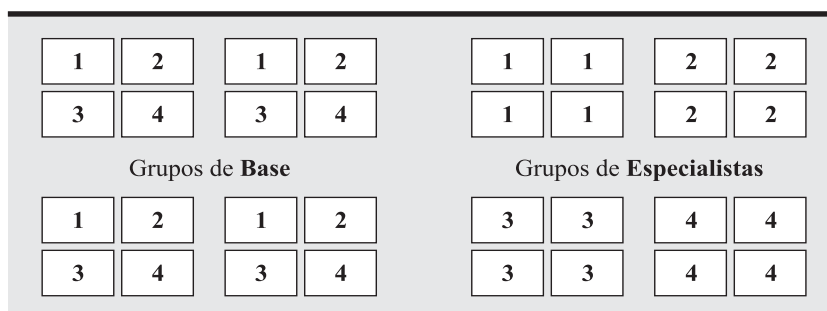 1 2 1 2 1 1 2 2
3 4 3 4 1 1 2 2
Grupos de Base Grupos de Especialistas
1 2 1 2 3 3 4 4
3 4 3 4 3 3 4 4